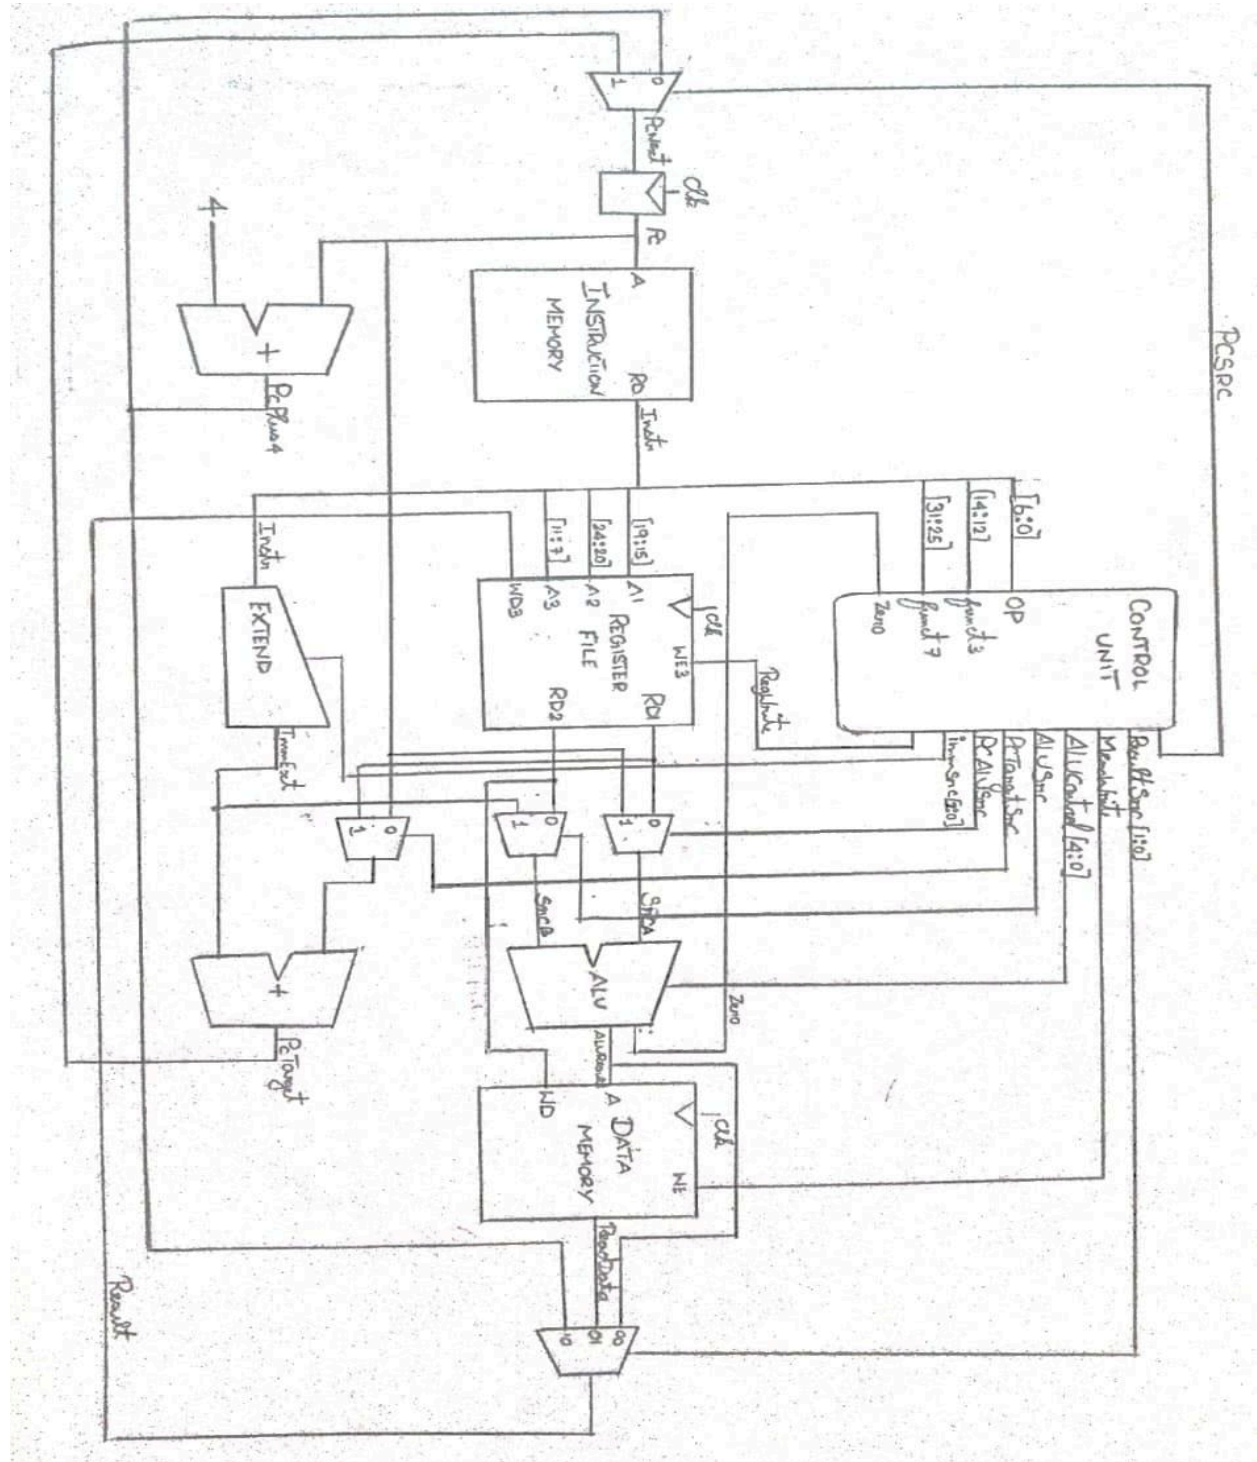 PCSRC
CONTROL
UNIT
OP
funct 3
funct 7
Zero
[6:0]
[14:12]
[31:25]
ResultSrc [1:0]
MemWrite
ALUControl [4:0]
ALUSrc
PcTargetSrc
PCALUSrc
immSrc[2:0]
RegWrite
0
1
PcNext
Clk
Pc
A
INSTRUCTION
MEMORY
RD
Instr
[19:15]
[24:20]
[11:7]
clk
A1
A2
A3
WD3
WE3
REGISTER
FILE
RD1
RD2
0
1
0
1
SrcA
SrcB
ALU
Zero
ALUResult
clk
A
DATA
MEMORY
WD
WE
ReadData
00
01
10
4
+
PcPlus4
Instr
EXTEND
ImmExt
0
1
+
PcTarget
Result